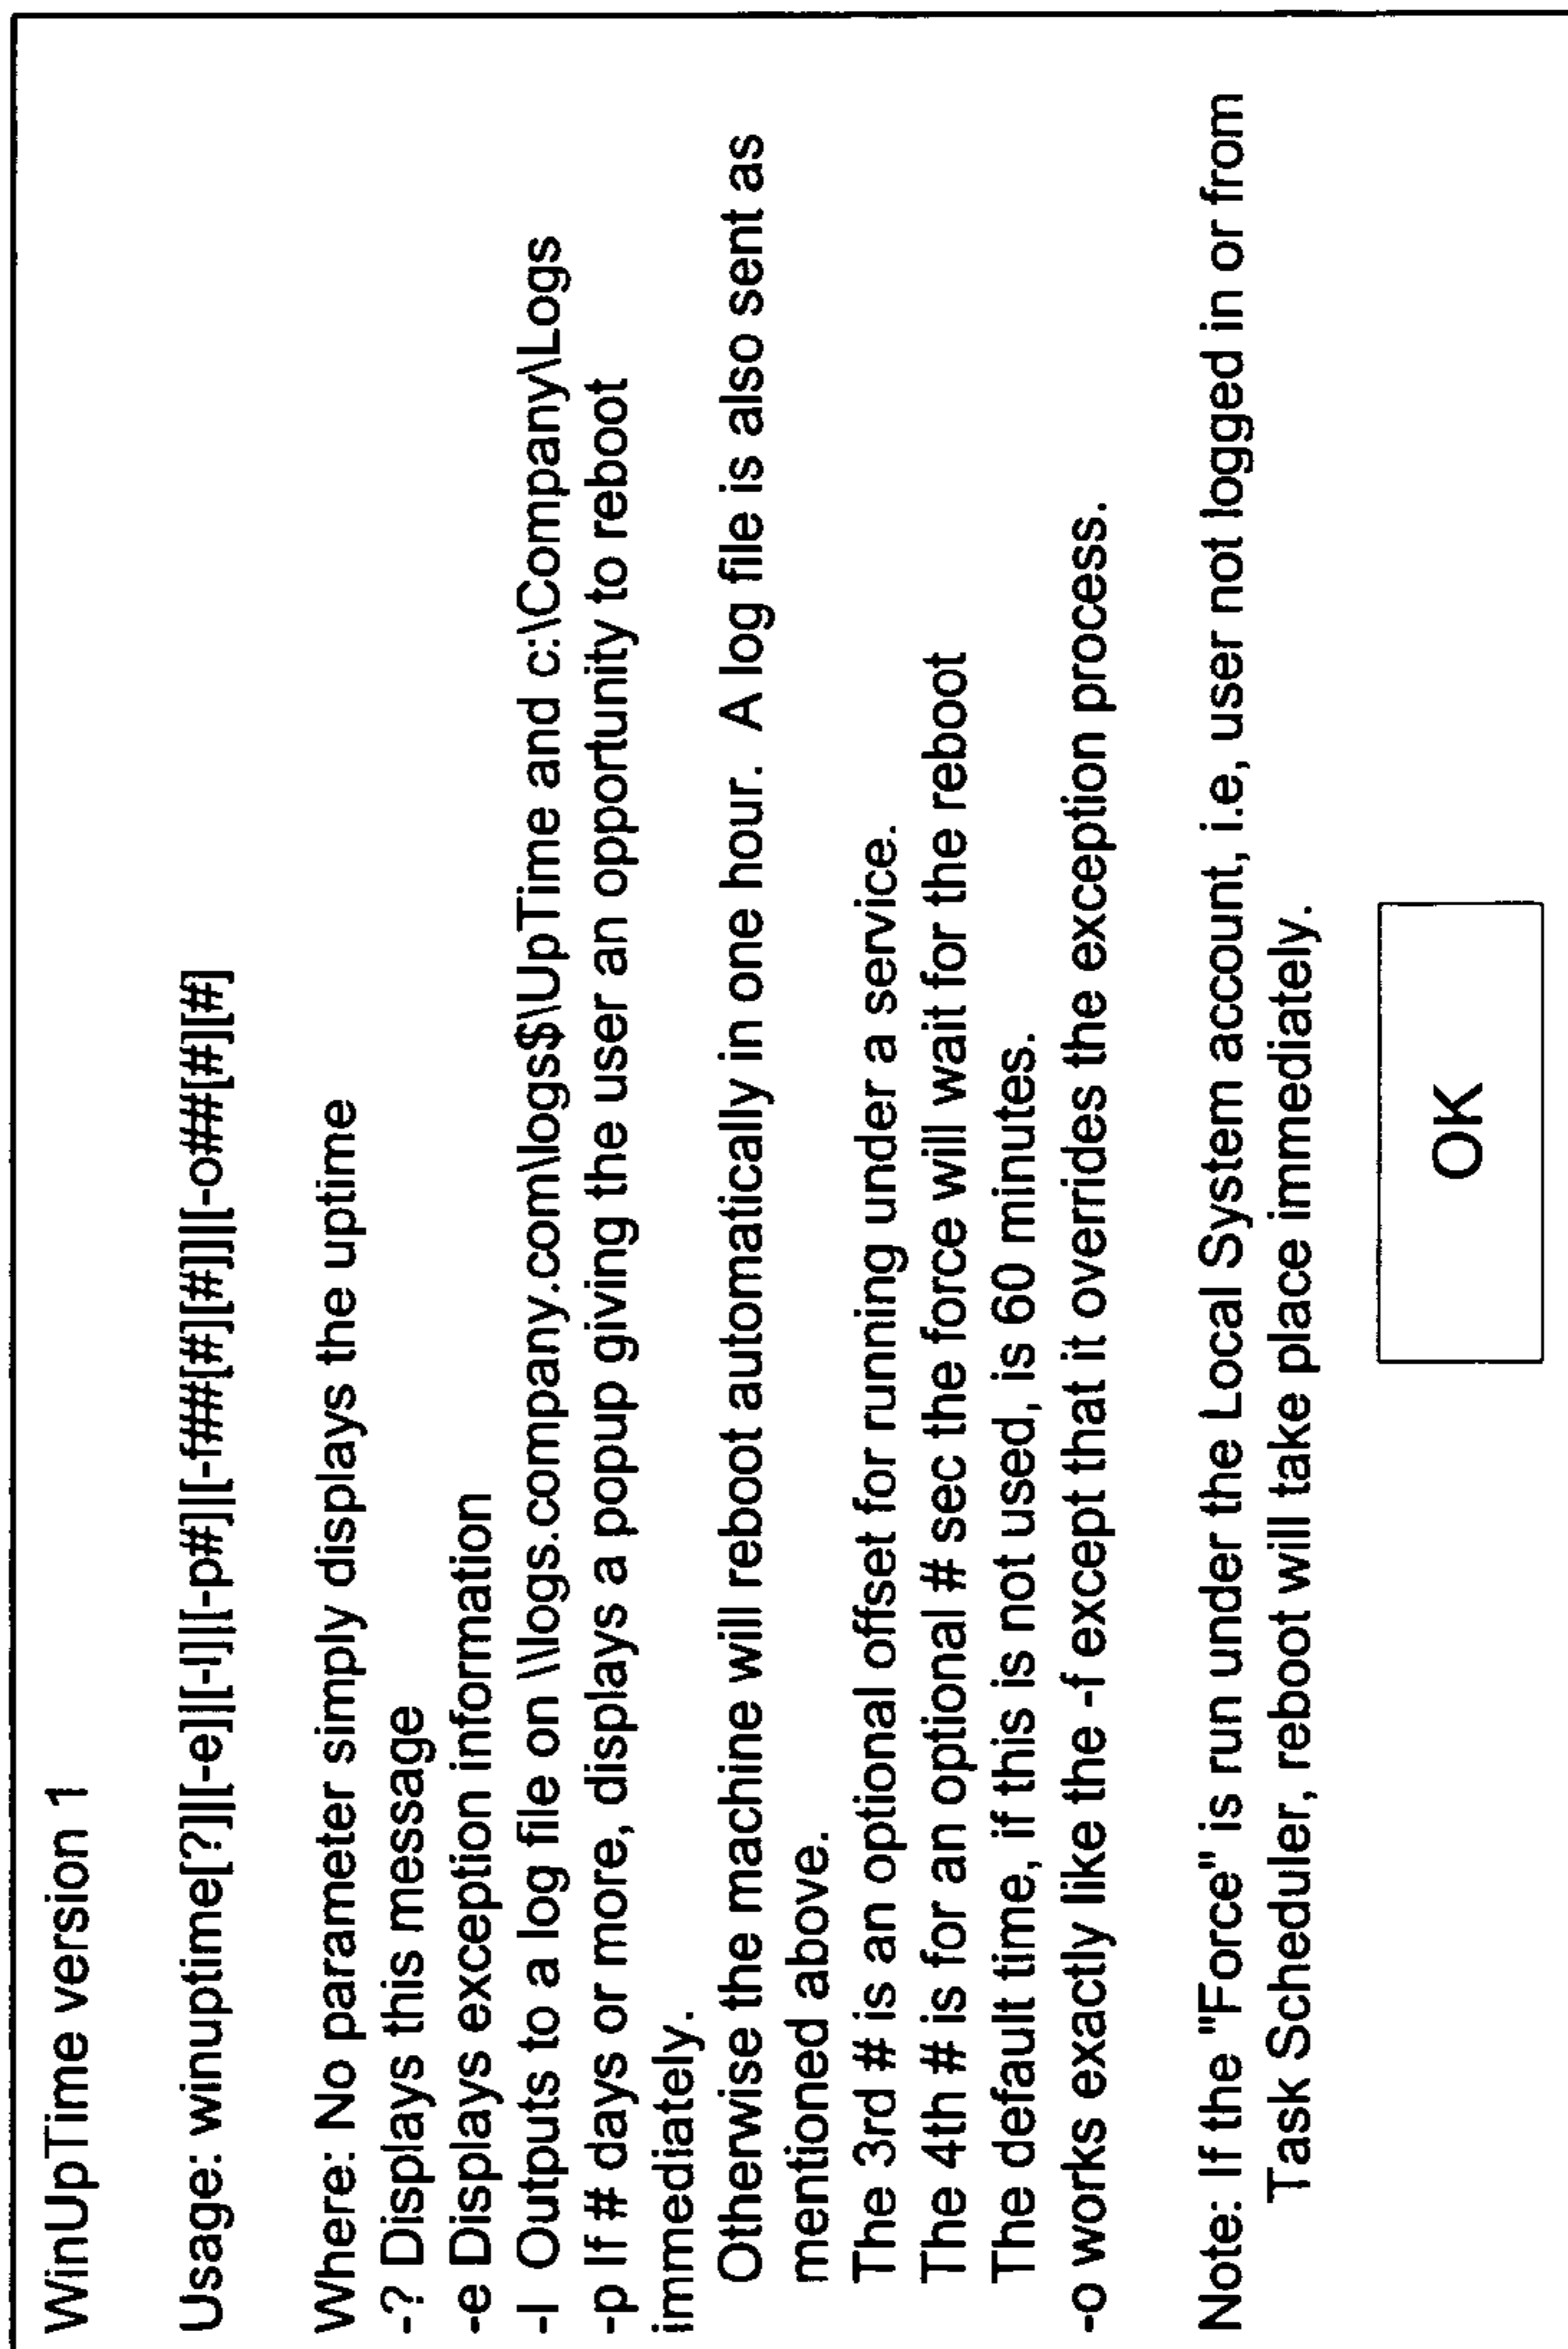 WinUpTime version 1
Usage: winuptime[?]|[-e]|[-l]|[-p#]|[-f##[#][#]]|[-o##[#][#]
Where: No parameter simply displays the uptime
-? Displays this message
-e Displays exception information
-l Outputs to a log file on \\logs.company.com\logs$\UpTime and c:\Company\Logs
-p If # days or more, displays a popup giving the user an opportunity to reboot
immediately.
Otherwise the machine will reboot automatically in one hour. A log file is also sent as
mentioned above.
The 3rd # is an optional offset for running under a service.
The 4th # is for an optional # sec the force will wait for the reboot
The default time, if this is not used, is 60 minutes.
-o works exactly like the -f except that it overrides the exception process.
Note: If the "Force" is run under the Local System account, i.e, user not logged in or from
Task Scheduler, reboot will take place immediately.
OK